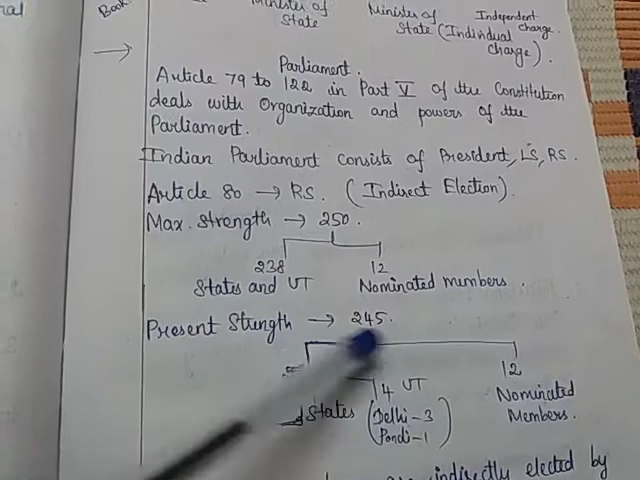 Book
Minister of State
Minister of State (Individual Charge).
Independent charge.
Parliament.
Article 79 to 122 in Part V of the Constitution
deals with Organization and powers of the
Parliament.
Indian Parliament consists of President, LS, RS.
Article 80 → RS. (Indirect Election).
Max. Strength → 250.
238 12
States and UT Nominated members.
Present Strength → 245.
4 UT 12
States (Delhi - 3 Nominated
Pondi - 1) Members.
indirectly elected by